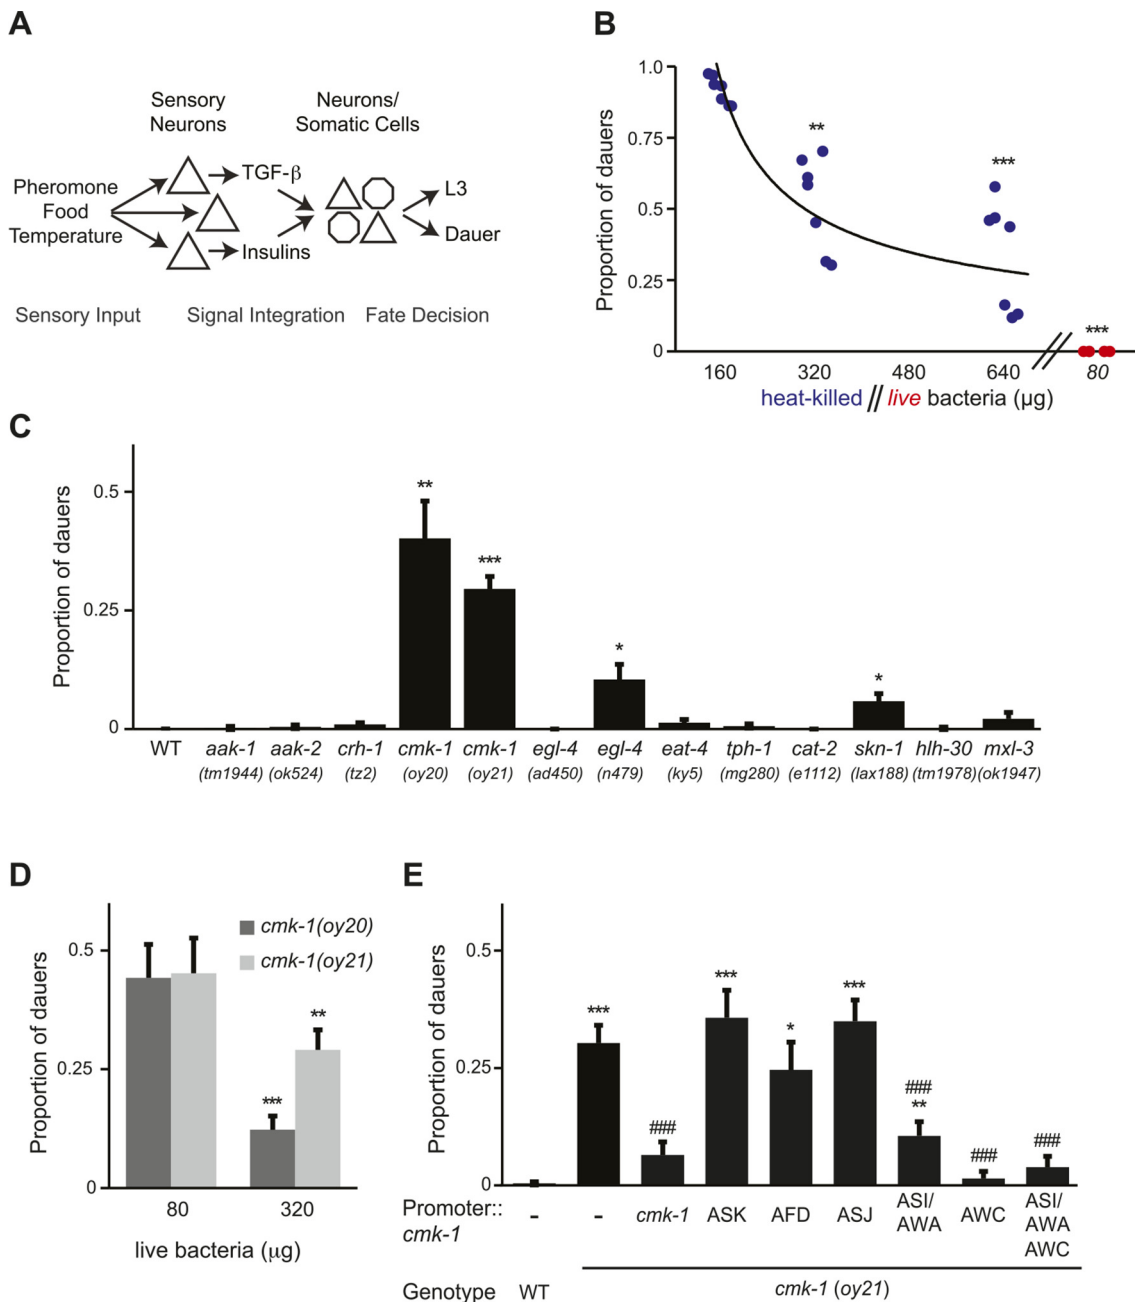 A
Sensory Neurons/
Neurons Somatic Cells
Pheromone
Food
Temperature
TGF-β
Insulins
L3
Dauer
Sensory Input Signal Integration Fate Decision
B
Proportion of dauers
1.0
0.75
0.5
0.25
0
**
***
***
160 320 480 640 80
heat-killed // live bacteria (µg)
C
Proportion of dauers
0.5
0.25
0
**
***
*
*
WT aak-1 aak-2 crh-1 cmk-1 cmk-1 egl-4 egl-4 eat-4 tph-1 cat-2 skn-1 hlh-30 mxl-3
(tm1944) (ok524) (tz2) (oy20) (oy21) (ad450) (n479) (ky5) (mg280) (e1112) (lax188) (tm1978) (ok1947)
D
Proportion of dauers
0.5
0.25
0
cmk-1(oy20)
cmk-1(oy21)
***
**
80 320
live bacteria (µg)
E
Proportion of dauers
0.5
0.25
0
***
###
***
*
***
###
**
###
###
Promoter::
cmk-1
- - cmk-1 ASK AFD ASJ ASI/ AWC ASI/
AWA AWA
AWC
Genotype WT cmk-1 (oy21)